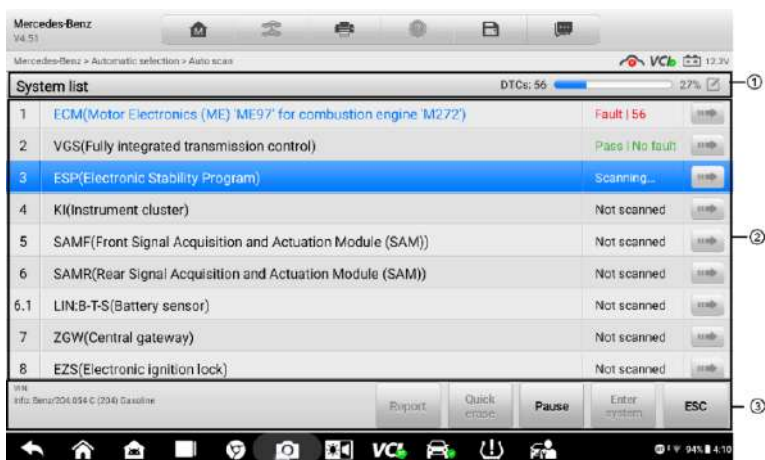 Mercedes-Benz
V4.51
Mercedes-Benz > Automatic selection > Auto scan
VCI 12.2V
System list DTCs: 56 27% ①
1 ECM(Motor Electronics (ME) 'ME97' for combustion engine 'M272') Fault | 56
2 VGS(Fully integrated transmission control) Pass | No fault
3 ESP(Electronic Stability Program) Scanning...
4 KI(Instrument cluster) Not scanned
5 SAMF(Front Signal Acquisition and Actuation Module (SAM)) Not scanned ②
6 SAMR(Rear Signal Acquisition and Actuation Module (SAM)) Not scanned
6.1 LIN:B-T-S(Battery sensor) Not scanned
7 ZGW(Central gateway) Not scanned
8 EZS(Electronic ignition lock) Not scanned
VIN:
Info: Benz/204.054 C (204) Gasoline
Report Quick erase Pause Enter system ESC ③
VCI 94% 4:10